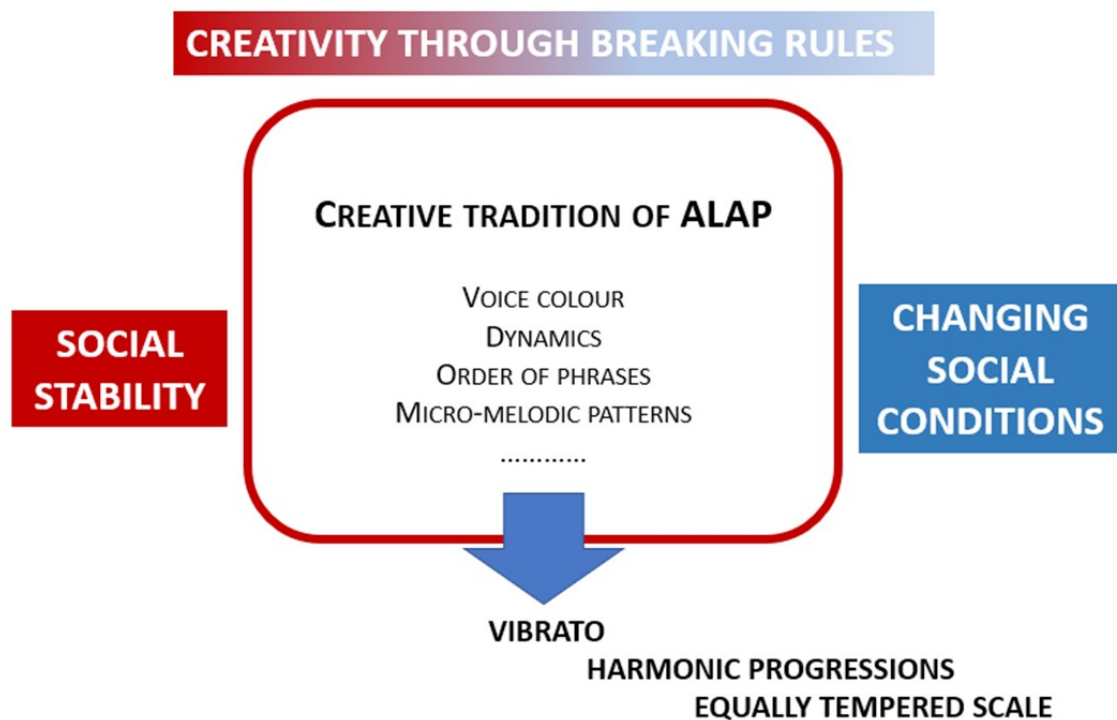 CREATIVITY THROUGH BREAKING RULES
CREATIVE TRADITION OF ALAP
VOICE COLOUR
DYNAMICS
ORDER OF PHRASES
MICRO-MELODIC PATTERNS
............
SOCIAL
STABILITY
CHANGING
SOCIAL
CONDITIONS
VIBRATO
HARMONIC PROGRESSIONS
EQUALLY TEMPERED SCALE